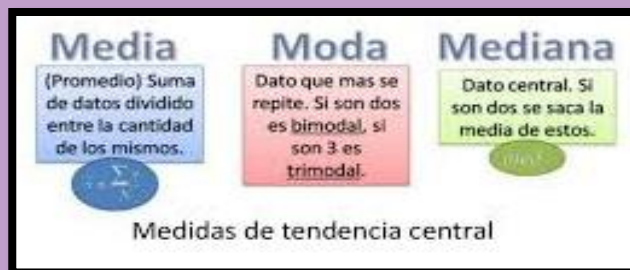 Media
(Promedio) Suma
de datos dividido
entre la cantidad
de los mismos.
Moda
Dato que mas se
repite. Si son dos
es bimodal, si
son 3 es
trimodal.
Mediana
Dato central. Si
son dos se saca la
media de estos.
Medidas de tendencia central